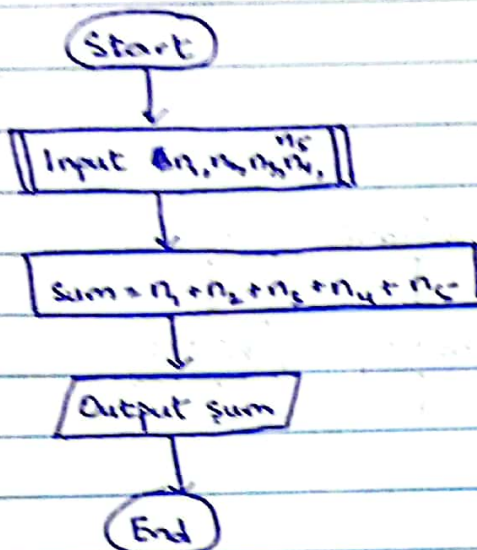 Start
Input n₁, n₂, n₃, n₄, n₅
Sum = n₁ + n₂ + n₃ + n₄ + n₅
Output sum
End